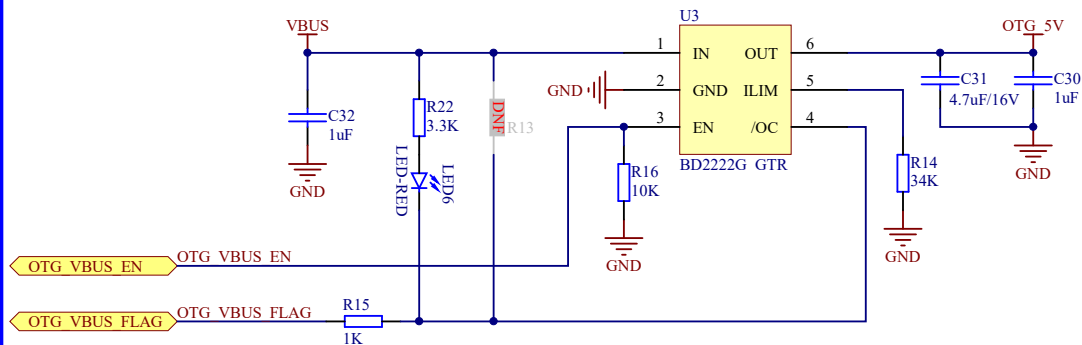 VBUS
U3
OTG_5V
1
IN
OUT
6
2
GND
ILIM
5
3
EN
/OC
4
BD2222G_GTR
GND
C31
4.7uF/16V
C30
1uF
GND
C32
1uF
GND
R22
3.3K
DNF
R13
LED-RED
LED6
R16
10K
GND
R14
34K
GND
OTG_VBUS_EN
OTG_VBUS_EN
OTG_VBUS_FLAG
OTG_VBUS_FLAG
R15
1K